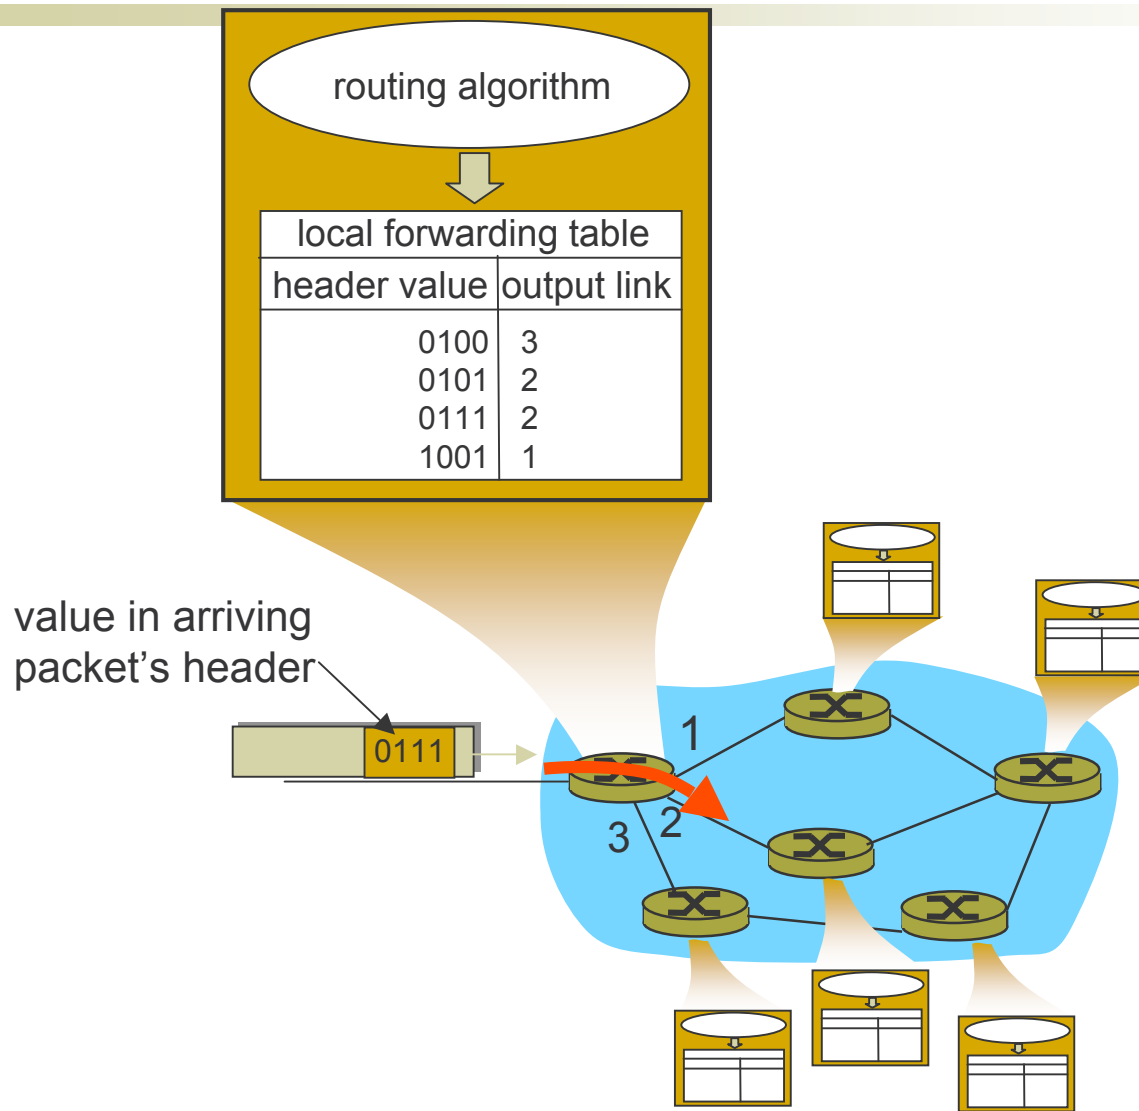 routing algorithm
local forwarding table
header value output link
0100 3
0101 2
0111 2
1001 1
value in arriving
packet’s header
0111
1
2
3